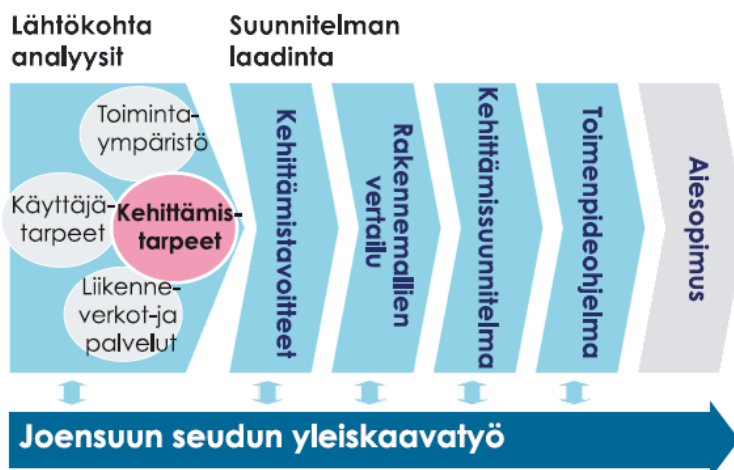 Lähtökohta
analyysit
Suunnitelman
laadinta
Toiminta-
ympäristö
Käyttäjä-
tarpeet
Kehittämis-
tarpeet
Liikenne-
verkot-ja
palvelut
Kehittämistavoitteet
Rakennemallien
vertailu
Kehittämissuunnitelma
Toimenpideohjelma
Aiesopimus
Joensuun seudun yleiskaavatyö